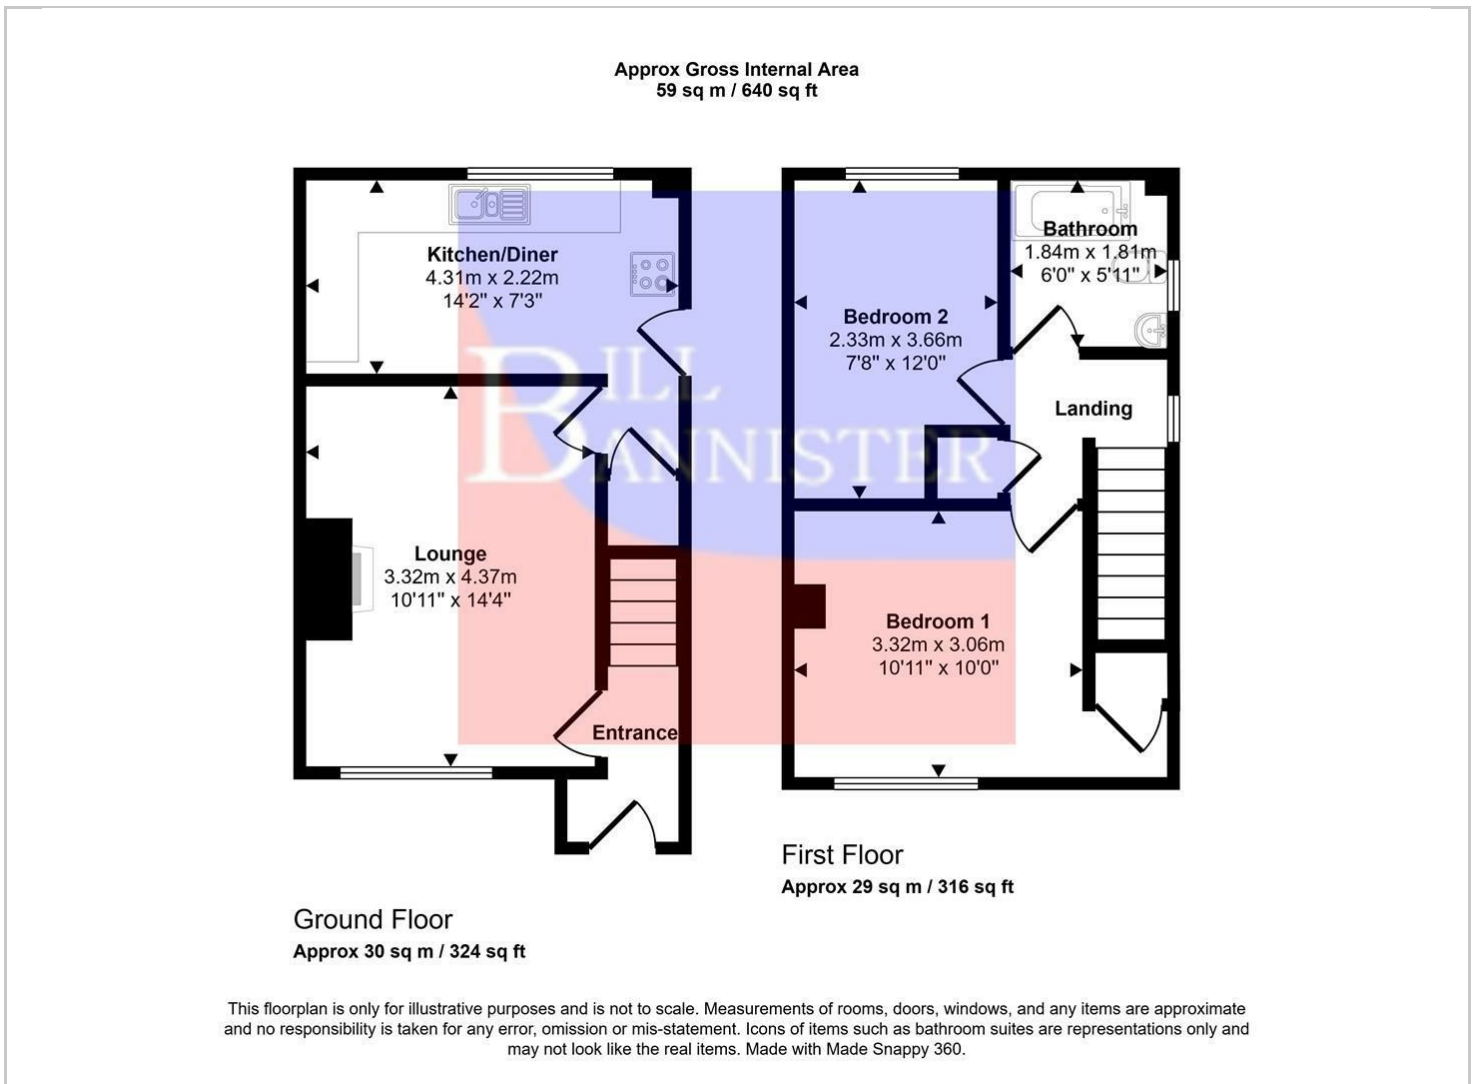 Approx Gross Internal Area
59 sq m / 640 sq ft
Kitchen/Diner
4.31m x 2.22m
14'2" x 7'3"
Lounge
3.32m x 4.37m
10'11" x 14'4"
Entrance
Bedroom 2
2.33m x 3.66m
7'8" x 12'0"
Bathroom
1.84m x 1.81m
6'0" x 5'11"
Landing
Bedroom 1
3.32m x 3.06m
10'11" x 10'0"
BILL
BANNISTER
Ground Floor
Approx 30 sq m / 324 sq ft
First Floor
Approx 29 sq m / 316 sq ft
This floorplan is only for illustrative purposes and is not to scale. Measurements of rooms, doors, windows, and any items are approximate
and no responsibility is taken for any error, omission or mis-statement. Icons of items such as bathroom suites are representations only and
may not look like the real items. Made with Made Snappy 360.